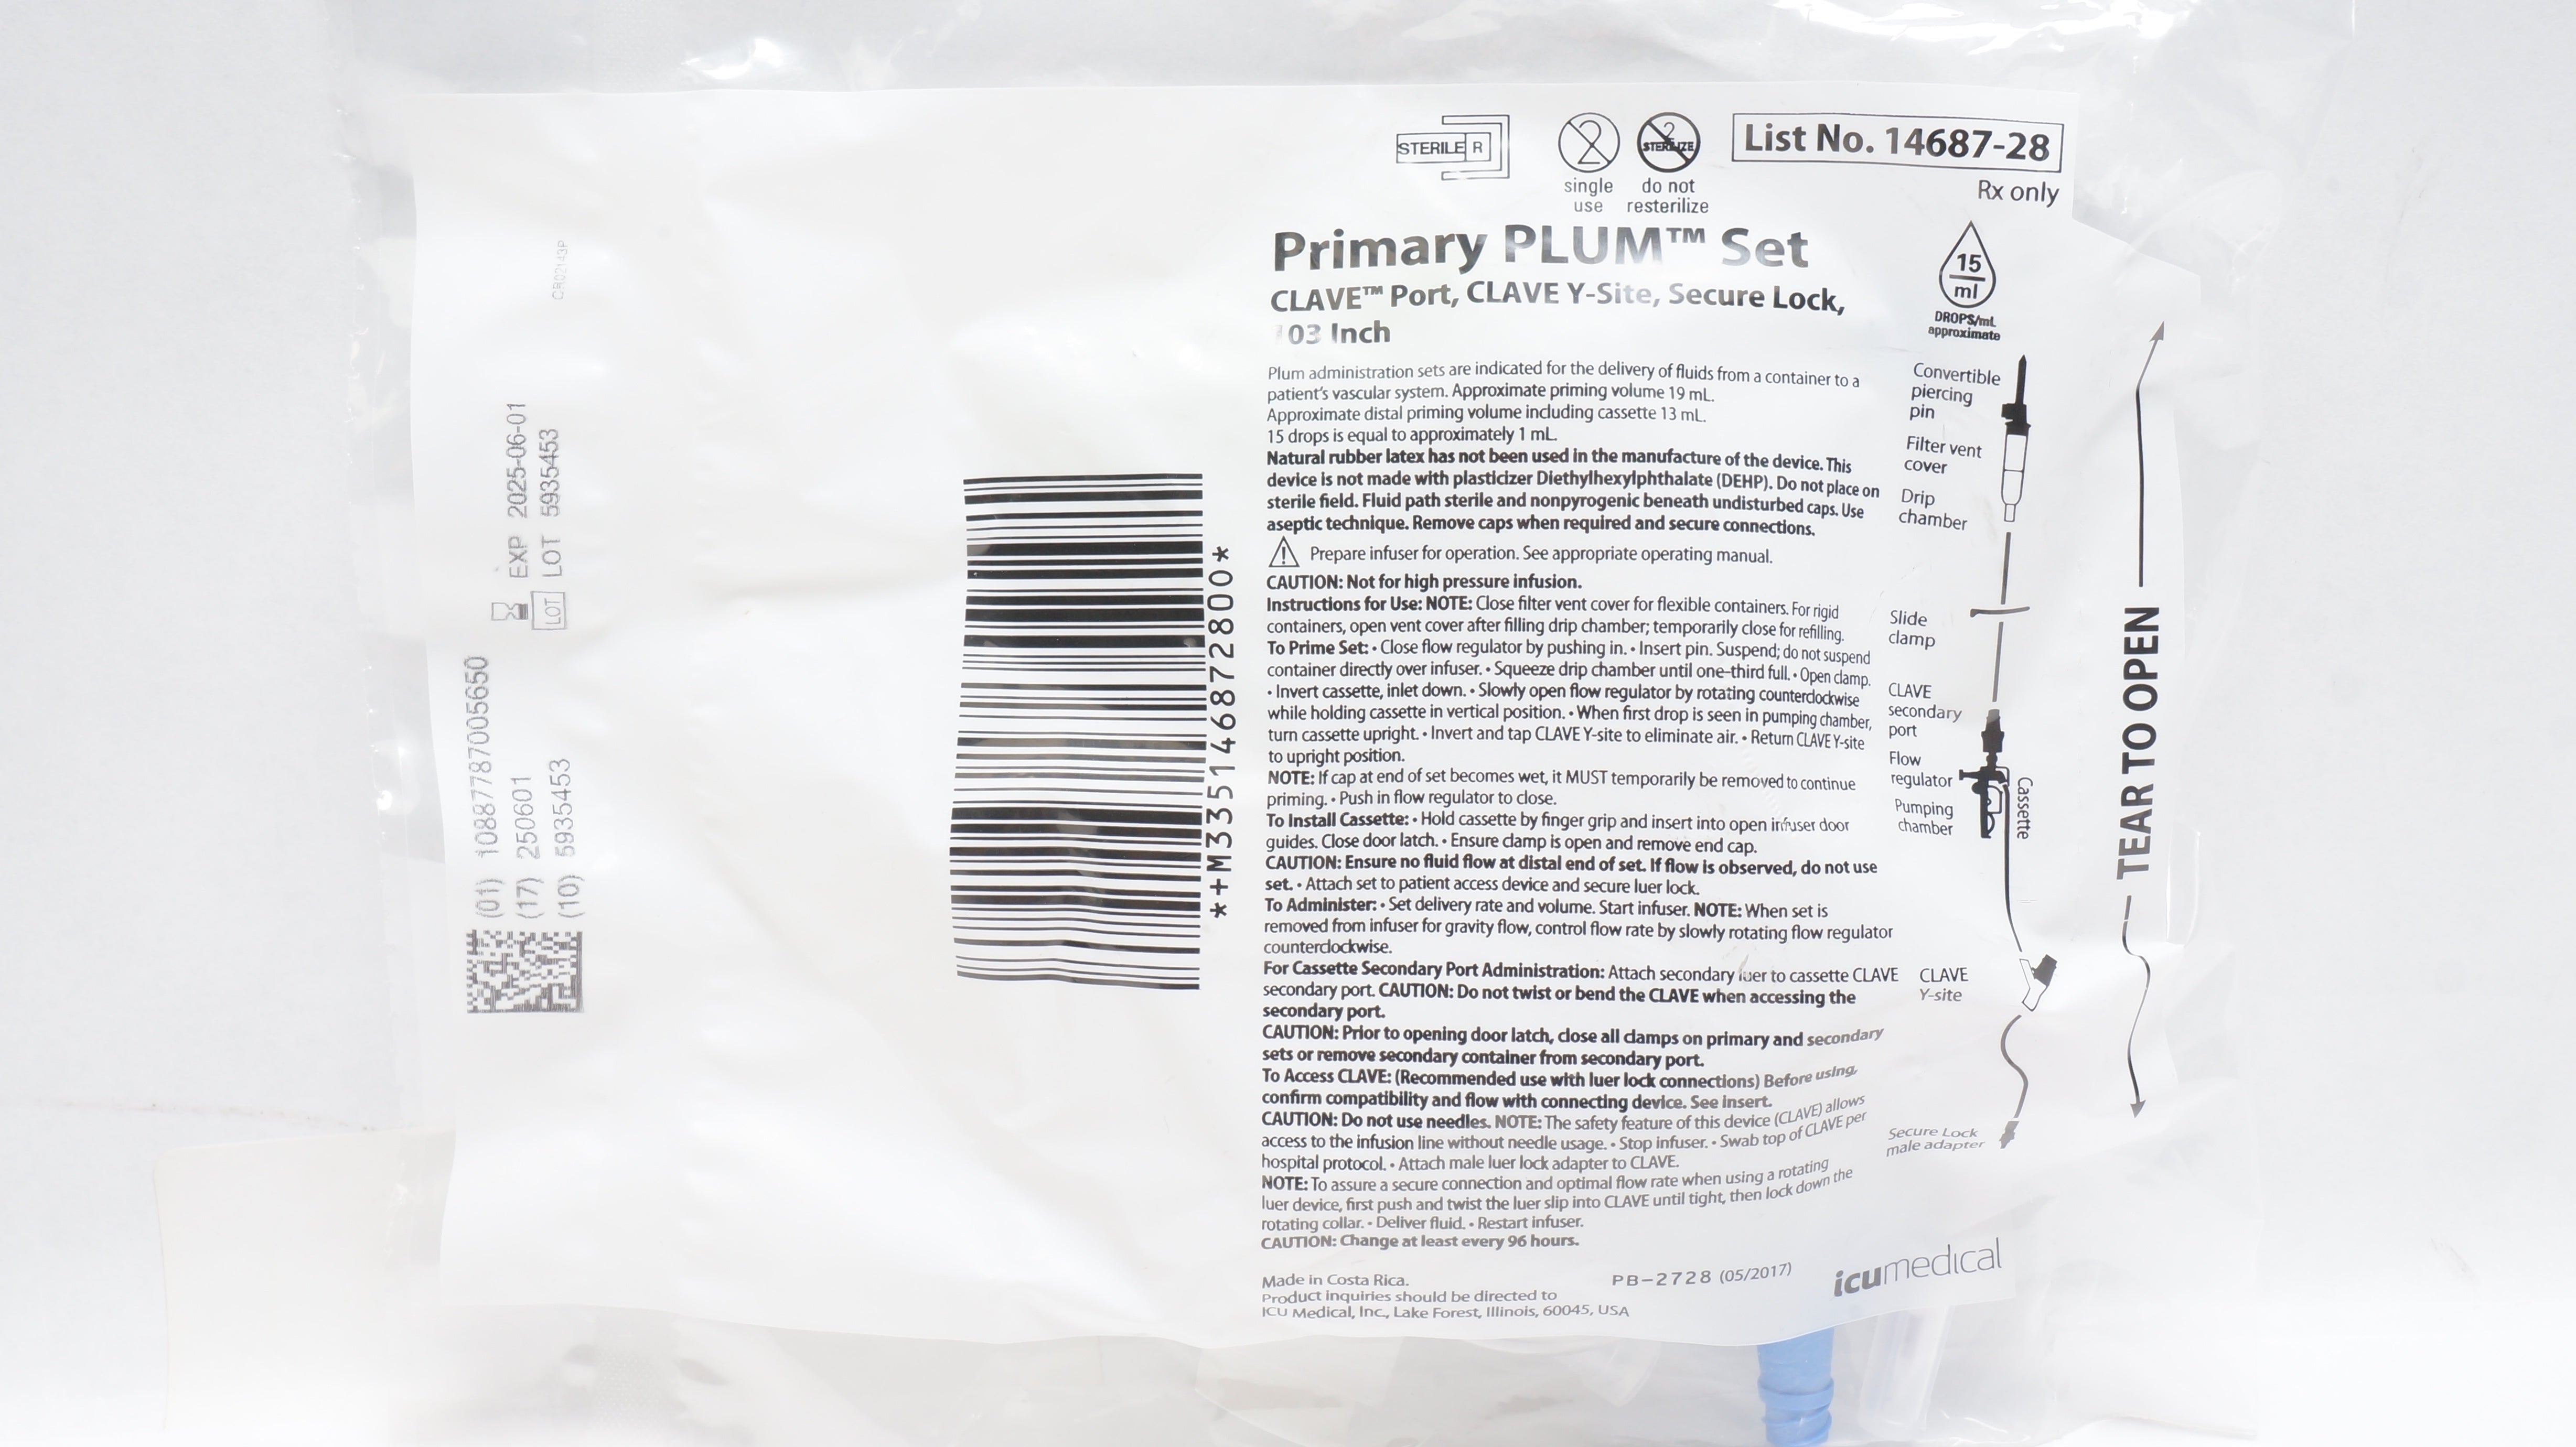 STERILE R
2
single
use
2
STERILIZE
do not
resterilize
List No. 14687-28
Rx only
Primary PLUM™ Set
CLAVE™ Port, CLAVE Y-Site, Secure Lock,
03 Inch
15
ml
DROPS/mL
approximate
Plum administration sets are indicated for the delivery of fluids from a container to a
patient's vascular system. Approximate priming volume 19 mL.
Approximate distal priming volume including cassette 13 mL.
15 drops is equal to approximately 1 mL.
Natural rubber latex has not been used in the manufacture of the device. This
device is not made with plasticizer Diethylhexylphthalate (DEHP). Do not place on
sterile field. Fluid path sterile and nonpyrogenic beneath undisturbed caps. Use
aseptic technique. Remove caps when required and secure connections.
Prepare infuser for operation. See appropriate operating manual.
CAUTION: Not for high pressure infusion.
Instructions for Use: NOTE: Close filter vent cover for flexible containers. For rigid
containers, open vent cover after filling drip chamber; temporarily close for refilling.
To Prime Set: • Close flow regulator by pushing in. • Insert pin. Suspend; do not suspend
container directly over infuser. • Squeeze drip chamber until one-third full. • Open clamp.
• Invert cassette, inlet down. • Slowly open flow regulator by rotating counterclockwise
while holding cassette in vertical position. • When first drop is seen in pumping chamber,
turn cassette upright. • Invert and tap CLAVE Y-site to eliminate air. • Return CLAVE Y-site
to upright position.
NOTE: If cap at end of set becomes wet, it MUST temporarily be removed to continue
priming. • Push in flow regulator to close.
To Install Cassette: • Hold cassette by finger grip and insert into open infuser door
guides. Close door latch. • Ensure clamp is open and remove end cap.
CAUTION: Ensure no fluid flow at distal end of set. If flow is observed, do not use
set. • Attach set to patient access device and secure luer lock.
To Administer: • Set delivery rate and volume. Start infuser. NOTE: When set is
removed from infuser for gravity flow, control flow rate by slowly rotating flow regulator
counterclockwise.
For Cassette Secondary Port Administration: Attach secondary luer to cassette CLAVE
secondary port. CAUTION: Do not twist or bend the CLAVE when accessing the
secondary port.
CAUTION: Prior to opening door latch, close all clamps on primary and secondary
sets or remove secondary container from secondary port.
To Access CLAVE: (Recommended use with luer lock connections) Before using,
confirm compatibility and flow with connecting device. See insert.
CAUTION: Do not use needles. NOTE: The safety feature of this device (CLAVE) allows
access to the infusion line without needle usage. • Stop infuser. • Swab top of CLAVE per
hospital protocol. • Attach male luer lock adapter to CLAVE.
NOTE: To assure a secure connection and optimal flow rate when using a rotating
luer device, first push and twist the luer slip into CLAVE until tight, then lock down the
rotating collar. • Deliver fluid. • Restart infuser.
CAUTION: Change at least every 96 hours.
Made in Costa Rica.
Product inquiries should be directed to
ICU Medical, Inc., Lake Forest, Illinois, 60045, USA
PB-2728 (05/2017)
icumedical
Convertible
piercing
pin
Filter vent
cover
Drip
chamber
Slide
clamp
CLAVE
secondary
port
Flow
regulator
Pumping
chamber
Cassette
CLAVE
Y-site
Secure Lock
male adapter
TEAR TO OPEN
*+M335146872800*
CR02143P
EXP 2025-06-01
LOT LOT 5935453
(01) 10887787005650
(17) 250601
(10) 5935453